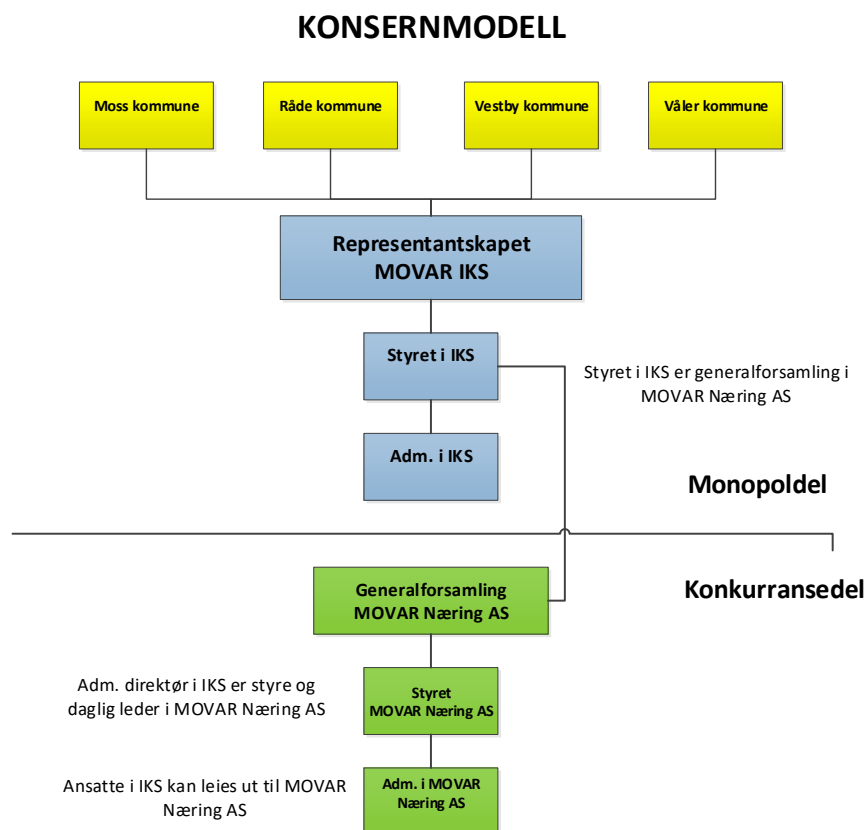 KONSERNMODELL
Moss kommune
Råde kommune
Vestby kommune
Våler kommune
Representantskapet
MOVAR IKS
Styret i IKS
Styret i IKS er generalforsamling i
MOVAR Næring AS
Adm. i IKS
Monopoldel
Konkurransedel
Generalforsamling
MOVAR Næring AS
Adm. direktør i IKS er styre og
daglig leder i MOVAR Næring AS
Styret
MOVAR Næring AS
Ansatte i IKS kan leies ut til MOVAR
Næring AS
Adm. i MOVAR
Næring AS